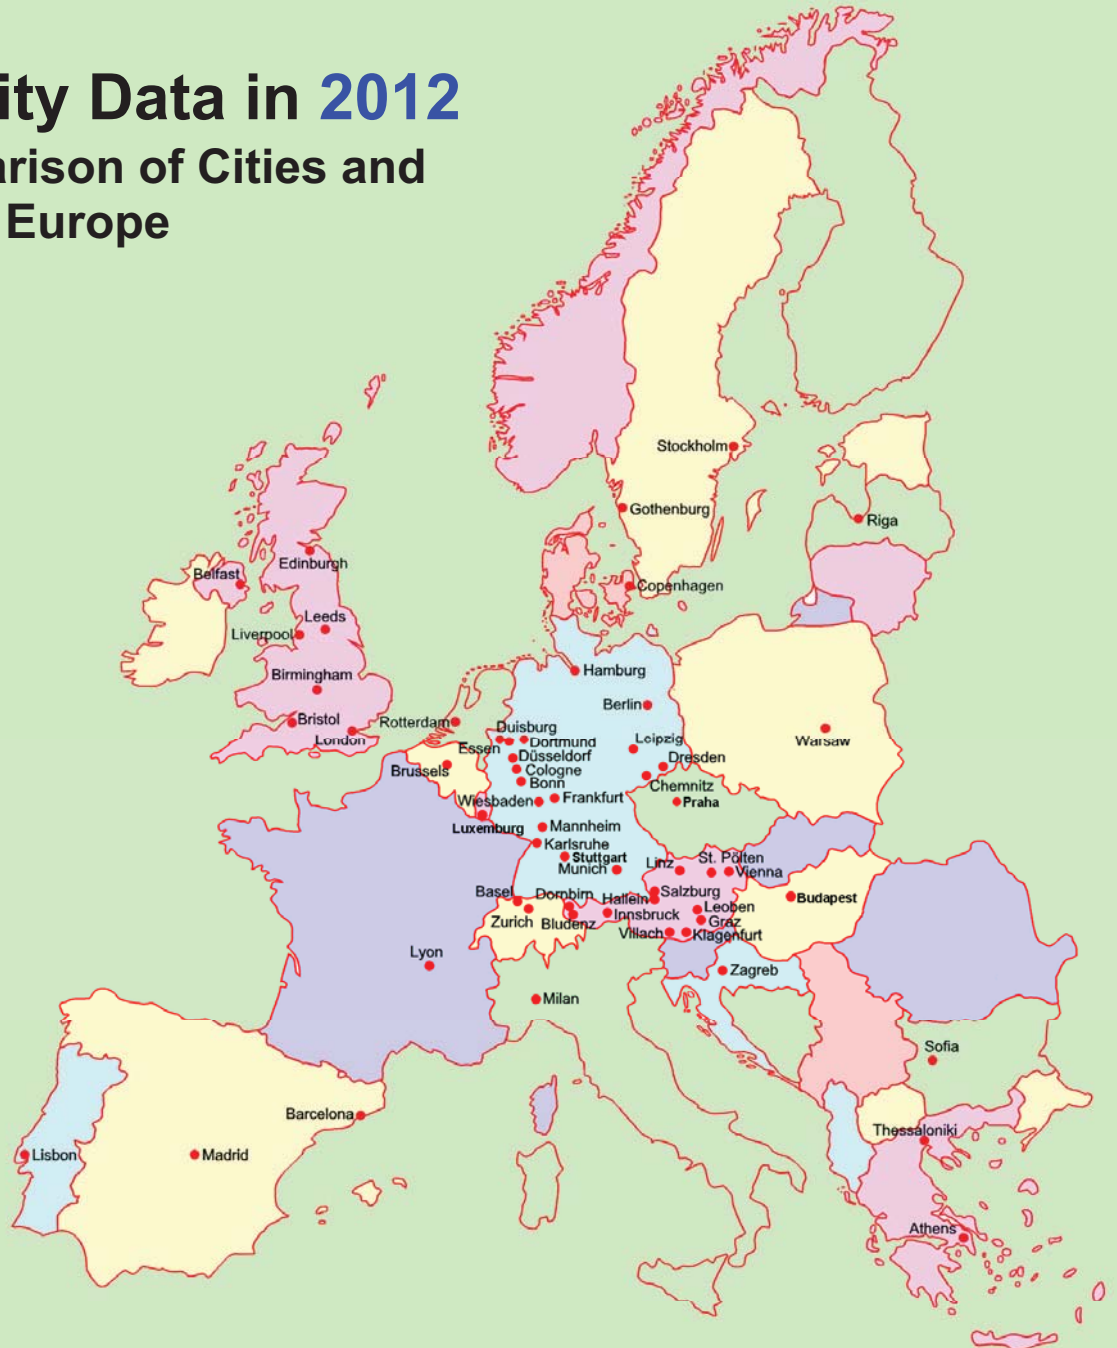 ity Data in 2012
arison of Cities and
Europe
Stockholm
Gothenburg
Riga
Edinburgh
Belfast
Copenhagen
Leeds
Liverpool
Birmingham
Hamburg
Berlin
Bristol
Rotterdam
London
Duisburg
Dortmund
Essen
Leipzig
Warsaw
Düsseldorf
Dresden
Brussels
Cologne
Bonn
Chemnitz
Wiesbaden
Frankfurt
Praha
Luxemburg
Mannheim
Karlsruhe
Stuttgart
Munich
Linz
St. Pölten
Vienna
Basel
Dornbirn
Hallein
Salzburg
Budapest
Zurich
Bludenz
Innsbruck
Leoben
Graz
Villach
Klagenfurt
Lyon
Zagreb
Milan
Sofia
Barcelona
Thessaloniki
Lisbon
Madrid
Athens